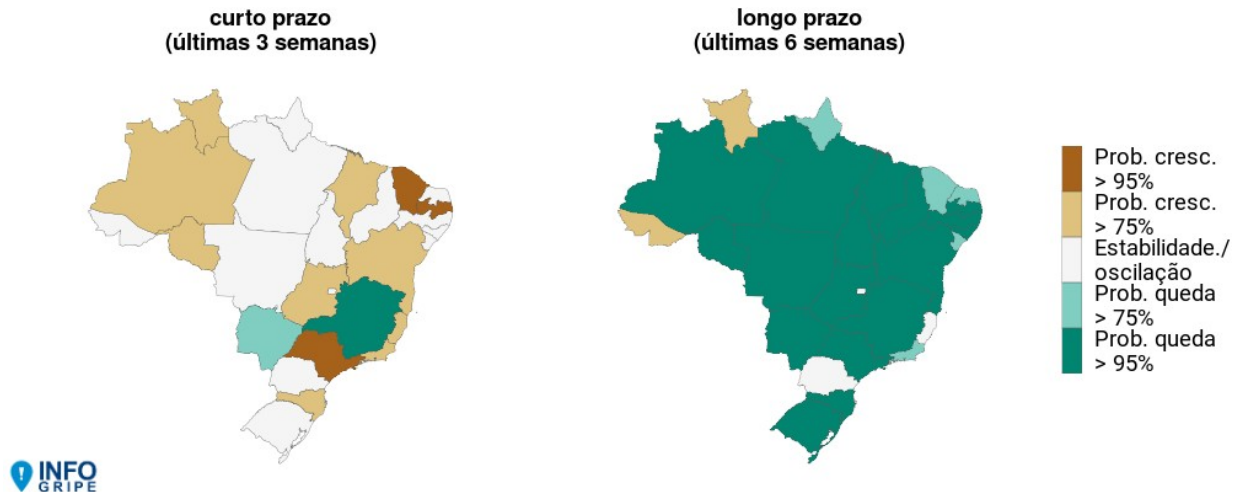 curto prazo
(últimas 3 semanas)
longo prazo
(últimas 6 semanas)
Prob. cresc.
> 95%
Prob. cresc.
> 75%
Estabilidade./
oscilação
Prob. queda
> 75%
Prob. queda
> 95%
INFO
GRIPE